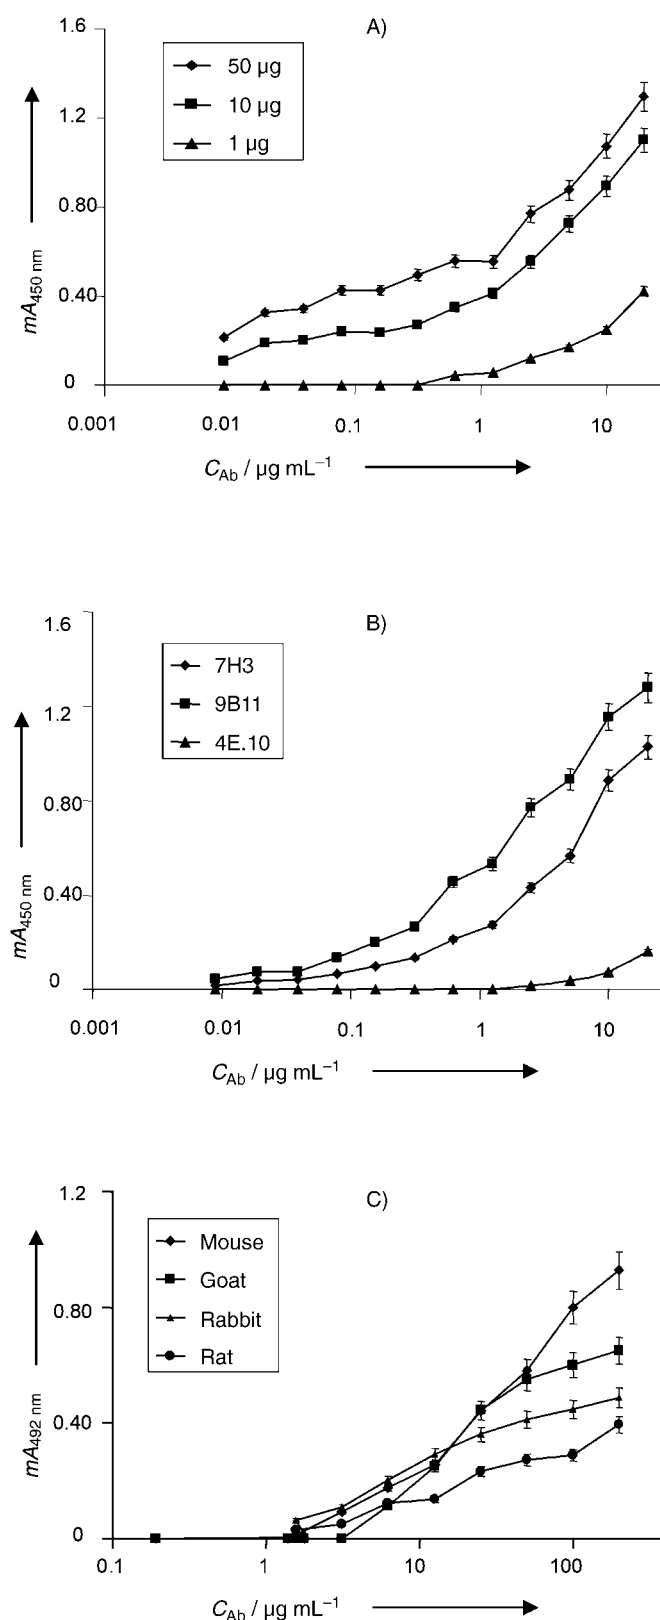 A)
1.6
1.2
0.80
0.40
0
50 µg
10 µg
1 µg
mA450 nm
0.001 0.01 0.1 1 10
CAb / µg mL–1
B)
1.6
1.2
0.80
0.40
0
7H3
9B11
4E.10
mA450 nm
0.001 0.01 0.1 1 10
CAb / µg mL–1
C)
1.2
0.80
0.40
0
Mouse
Goat
Rabbit
Rat
mA492 nm
0.1 1 10 100
CAb / µg mL–1